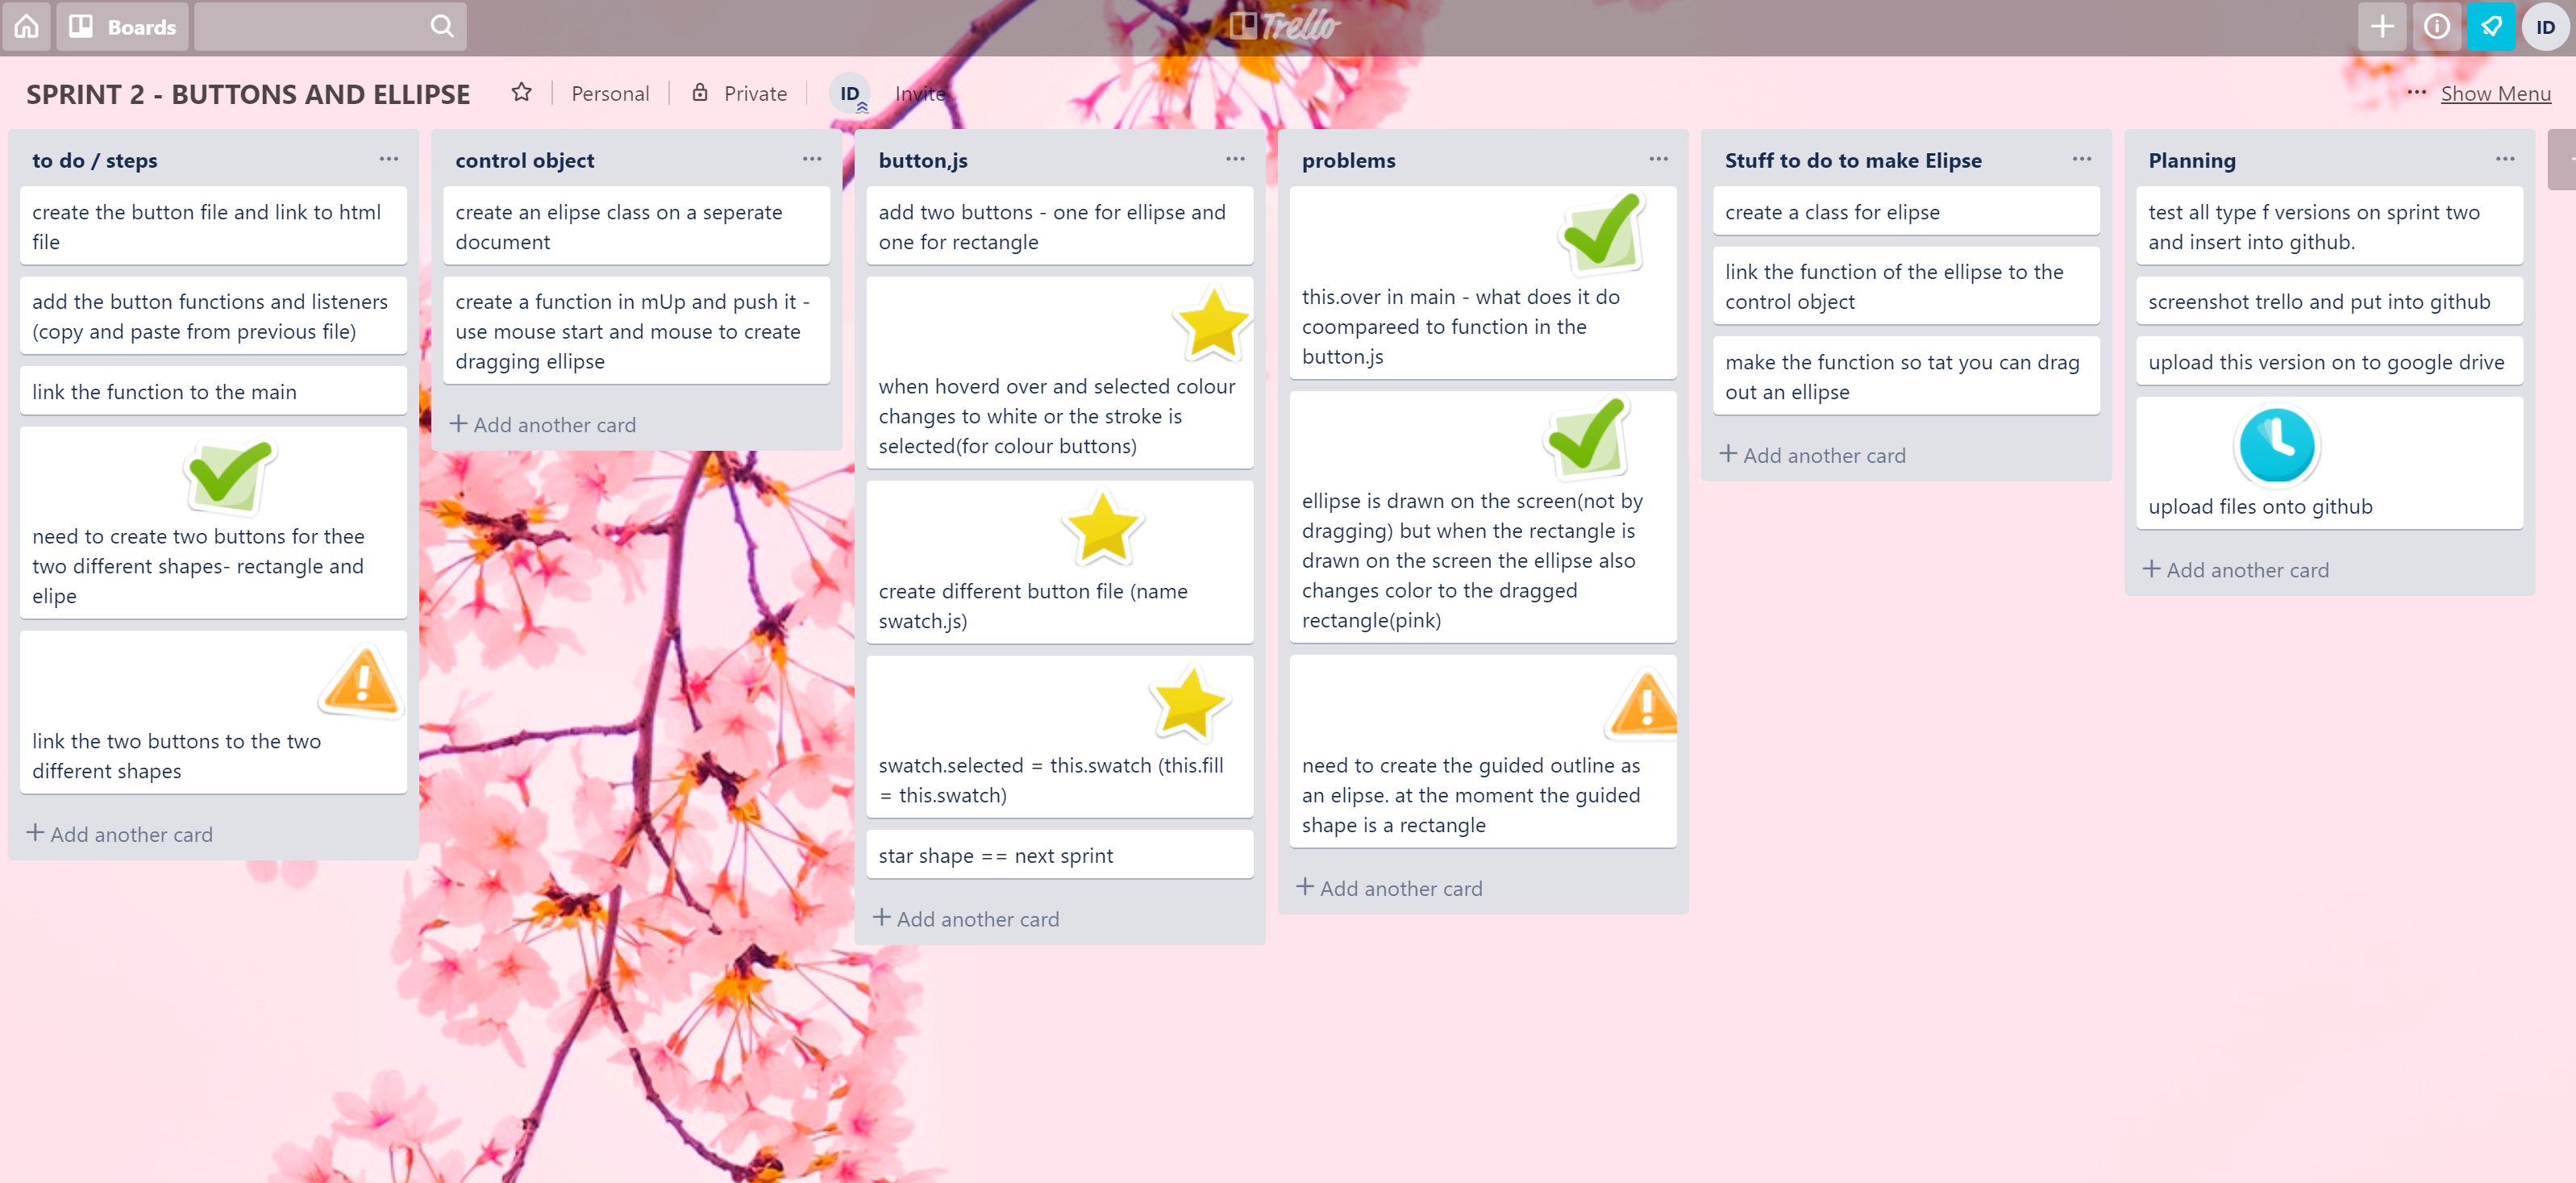 Boards
Trello
ID
SPRINT 2 - BUTTONS AND ELLIPSE
Personal
Private
ID
Invite
Show Menu
to do / steps
create the button file and link to html
file
add the button functions and listeners
(copy and paste from previous file)
link the function to the main
need to create two buttons for thee
two different shapes- rectangle and
elipe
link the two buttons to the two
different shapes
Add another card
control object
create an elipse class on a seperate
document
create a function in mUp and push it -
use mouse start and mouse to create
dragging ellipse
Add another card
button,js
add two buttons - one for ellipse and
one for rectangle
when hoverd over and selected colour
changes to white or the stroke is
selected(for colour buttons)
create different button file (name
swatch.js)
swatch.selected = this.swatch (this.fill
= this.swatch)
star shape == next sprint
Add another card
problems
this.over in main - what does it do
coompareed to function in the
button.js
ellipse is drawn on the screen(not by
dragging) but when the rectangle is
drawn on the screen the ellipse also
changes color to the dragged
rectangle(pink)
need to create the guided outline as
an elipse. at the moment the guided
shape is a rectangle
Add another card
Stuff to do to make Elipse
create a class for elipse
link the function of the ellipse to the
control object
make the function so tat you can drag
out an ellipse
Add another card
Planning
test all type f versions on sprint two
and insert into github.
screenshot trello and put into github
upload this version on to google drive
upload files onto github
Add another card